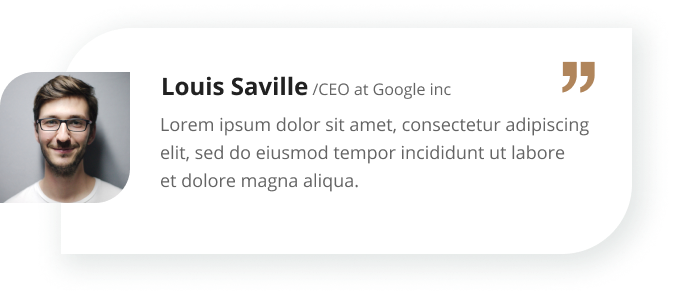 Louis Saville /CEO at Google inc
Lorem ipsum dolor sit amet, consectetur adipiscing
elit, sed do eiusmod tempor incididunt ut labore
et dolore magna aliqua.